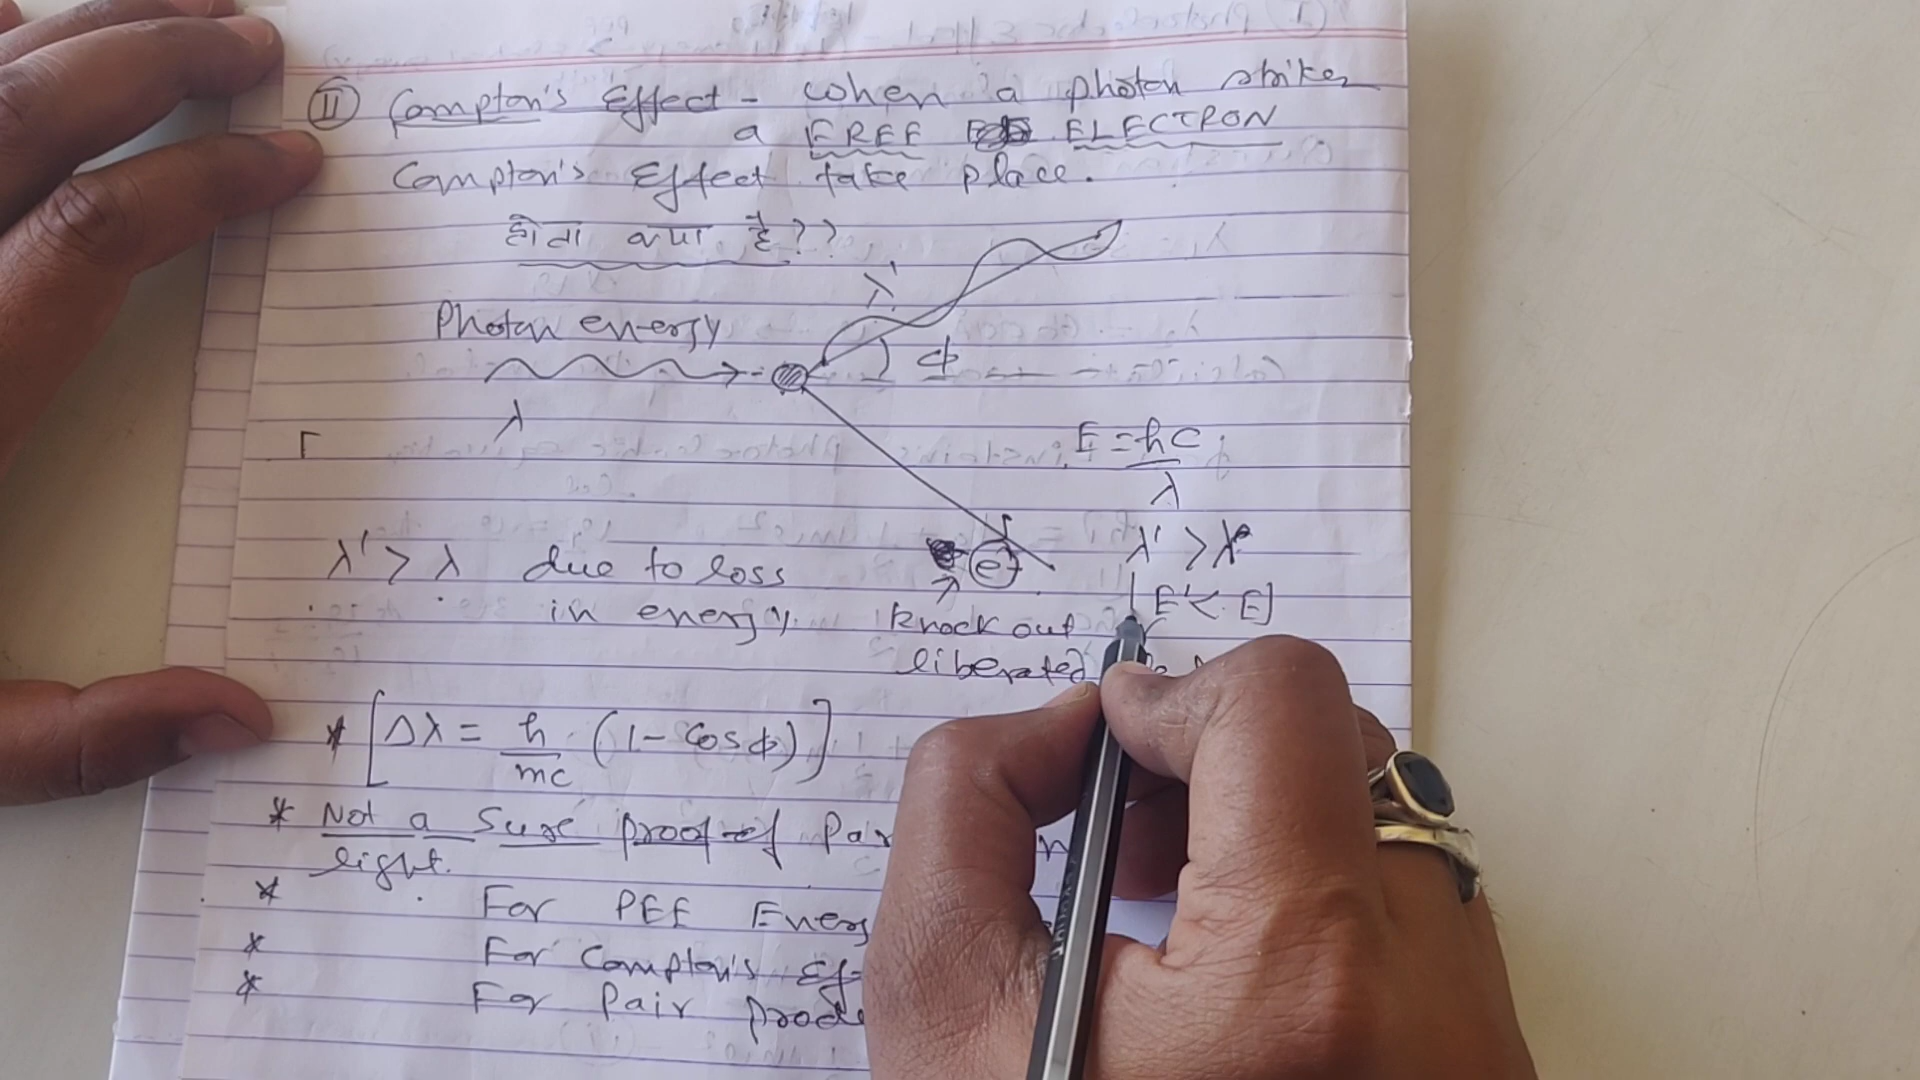 II Compton's Effect - when a photon strikes
a FREE ELECTRON
Compton's Effect take place.
होता क्या है??
λ'
Photon energy
ϕ
λ
E = hc
λ
λ' > λ due to loss
in energy.
e-
λ' > λ
E' < E]
knock out
liberated
* [Δλ = h (1 - Cos ϕ)]
mc
* Not a Sure proof of
light.
* For PEE
* For Compton's
* For Pair